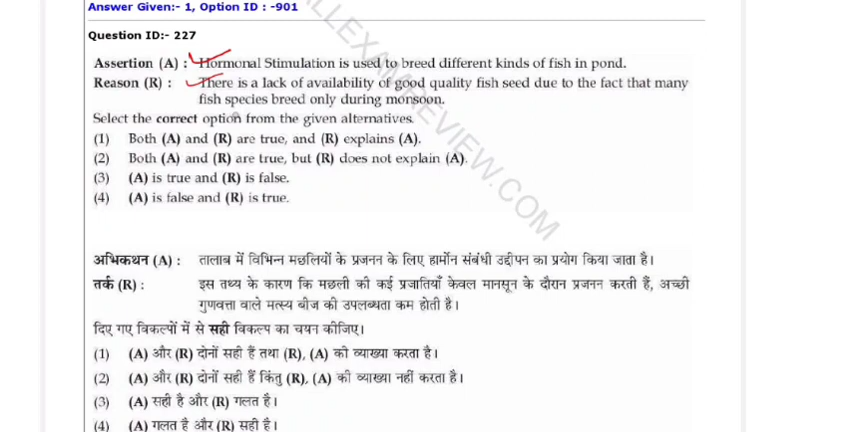 Answer Given:- 1, Option ID : -901
Question ID:- 227
Assertion (A) : Hormonal Stimulation is used to breed different kinds of fish in pond.
Reason (R) : There is a lack of availability of good quality fish seed due to the fact that many
fish species breed only during monsoon.
Select the correct option from the given alternatives.
(1) Both (A) and (R) are true, and (R) explains (A).
(2) Both (A) and (R) are true, but (R) does not explain (A).
(3) (A) is true and (R) is false.
(4) (A) is false and (R) is true.
LLEXAMREVIEW.COM
अभिकथन (A) : तालाब में विभिन्न मछलियों के प्रजनन के लिए हार्मोन संबंधी उद्दीपन का प्रयोग किया जाता है।
तर्क (R) : इस तथ्य के कारण कि मछली की कई प्रजातियाँ केवल मानसून के दौरान प्रजनन करती हैं, अच्छी
गुणवत्ता वाले मत्स्य बीज की उपलब्धता कम होती है।
दिए गए विकल्पों में से सही विकल्प का चयन कीजिए।
(1) (A) और (R) दोनों सही हैं तथा (R), (A) की व्याख्या करता है।
(2) (A) और (R) दोनों सही हैं किंतु (R), (A) की व्याख्या नहीं करता है।
(3) (A) सही है और (R) गलत है।
(4) (A) गलत है और (R) सही है।